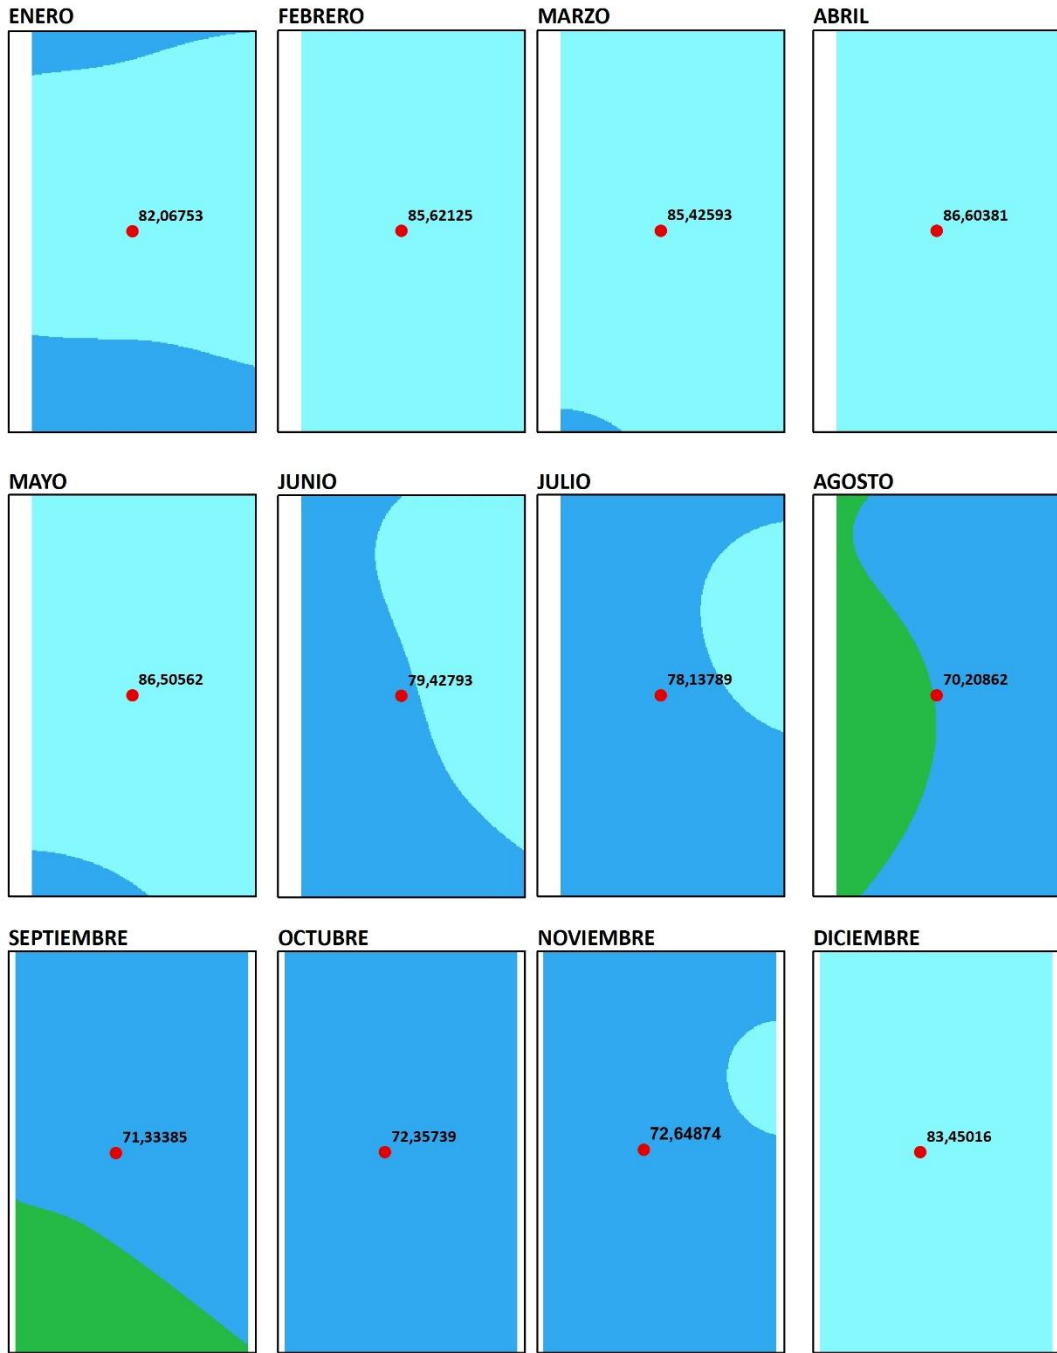 ENERO
FEBRERO
MARZO
ABRIL
82,06753
85,62125
85,42593
86,60381
MAYO
JUNIO
JULIO
AGOSTO
86,50562
79,42793
78,13789
70,20862
SEPTIEMBRE
OCTUBRE
NOVIEMBRE
DICIEMBRE
71,33385
72,35739
72,64874
83,45016